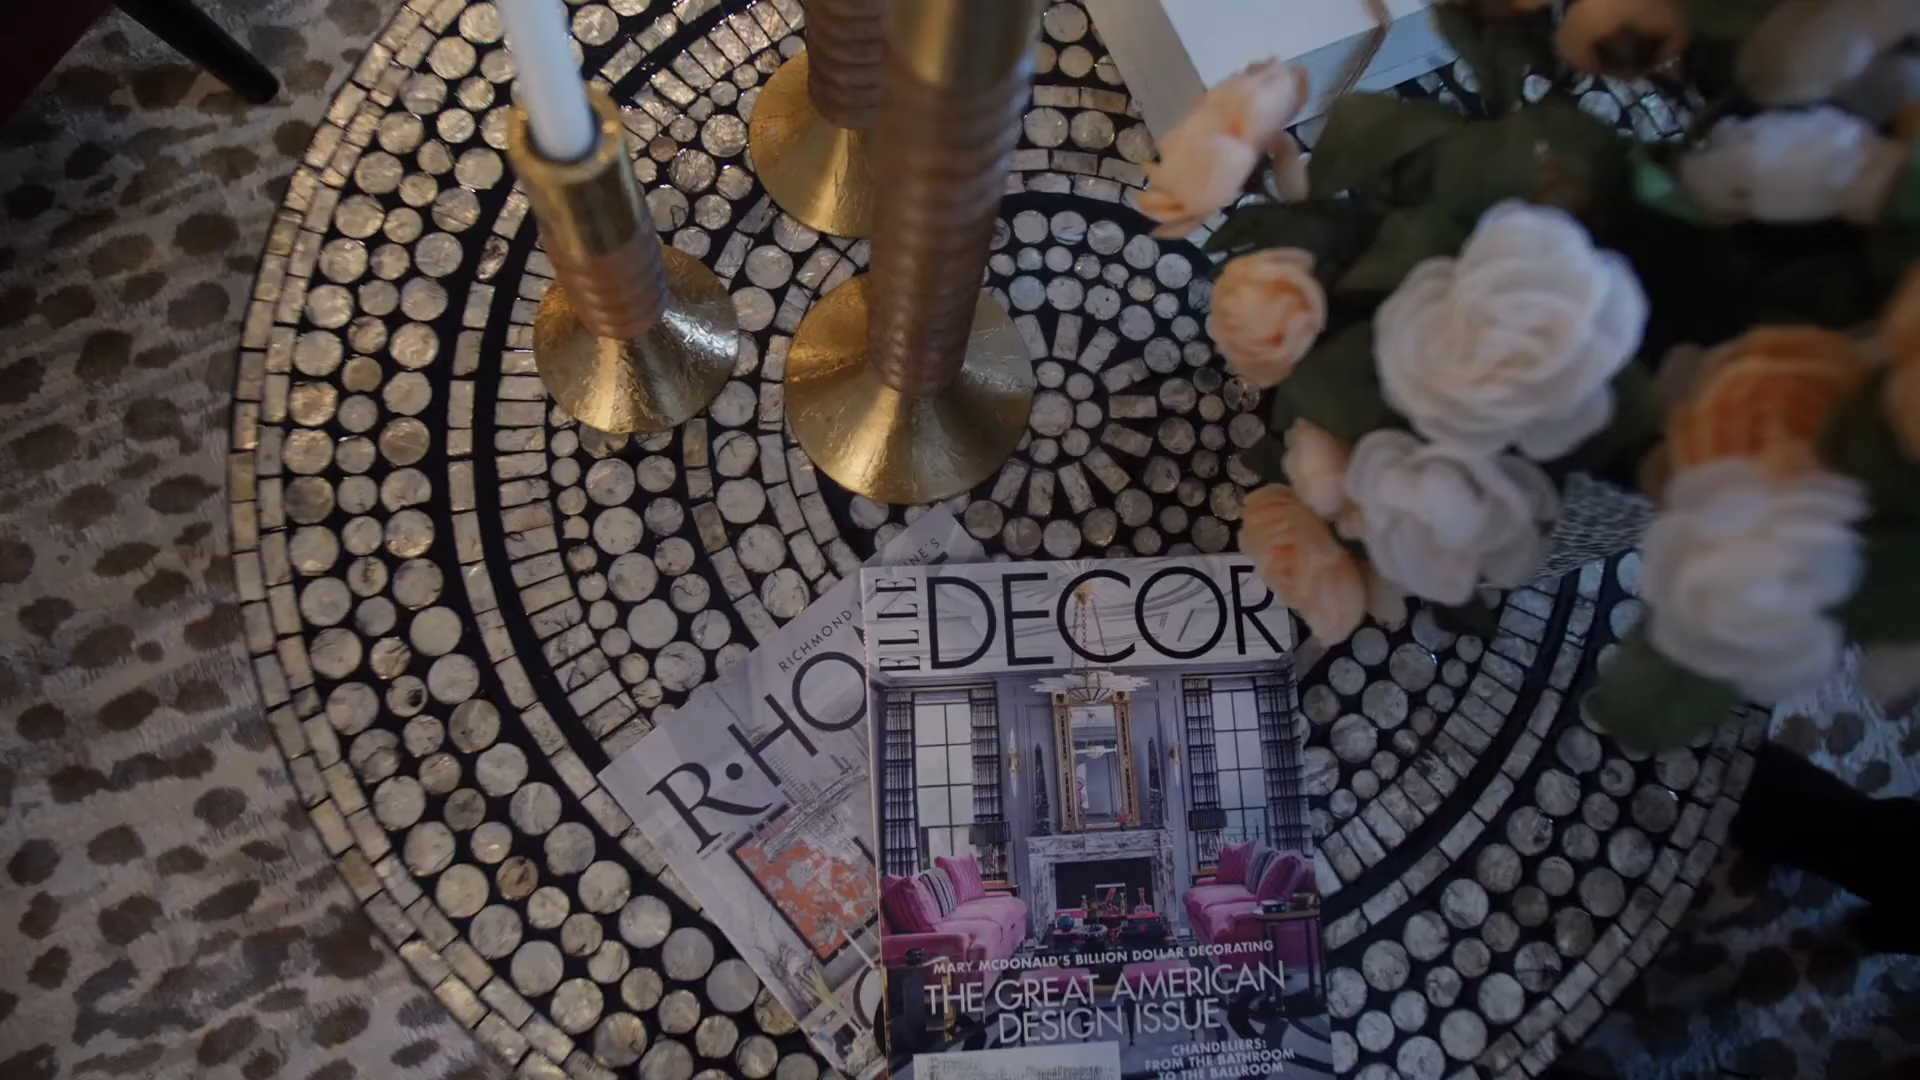 RICHMOND
INE'S
R•HO
ELLE
DECOR
MARY MCDONALD'S BILLION DOLLAR DECORATING
THE GREAT AMERICAN
DESIGN ISSUE
CHANDELIERS:
FROM THE BATHROOM
TO THE BALLROOM